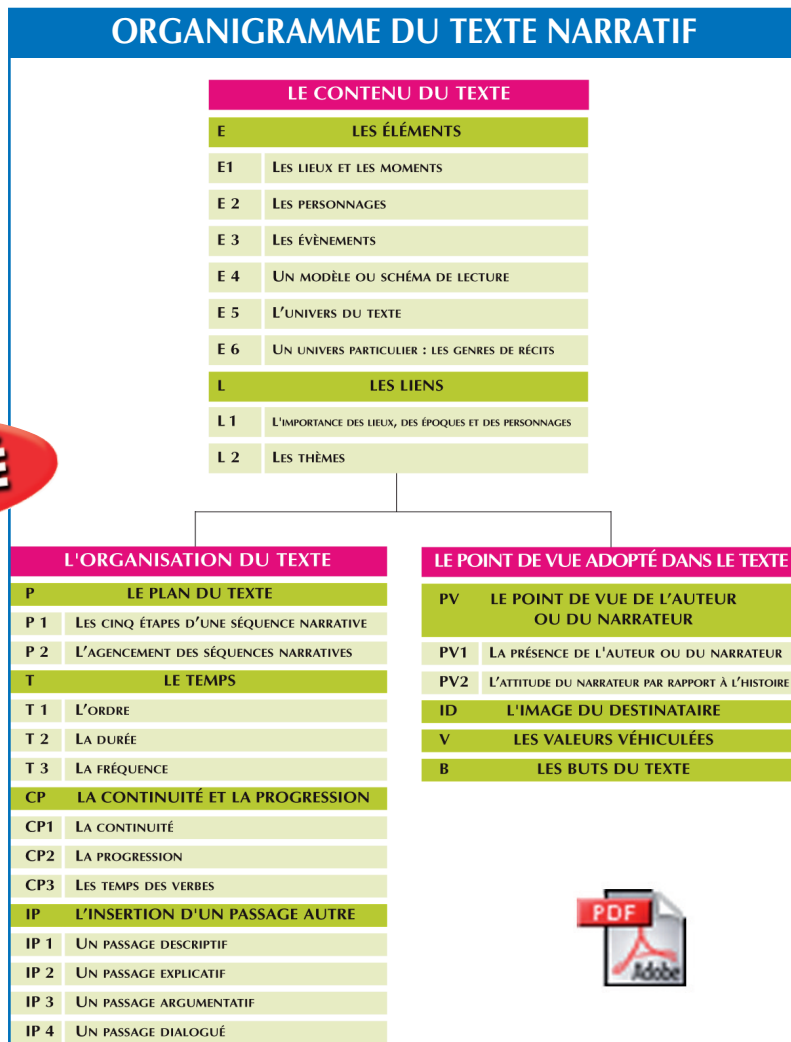 ORGANIGRAMME DU TEXTE NARRATIF
LE CONTENU DU TEXTE
E LES ÉLÉMENTS
E1 LES LIEUX ET LES MOMENTS
E 2 LES PERSONNAGES
E 3 LES ÉVÈNEMENTS
E 4 UN MODÈLE OU SCHÉMA DE LECTURE
E 5 L'UNIVERS DU TEXTE
E 6 UN UNIVERS PARTICULIER : LES GENRES DE RÉCITS
L LES LIENS
L 1 L'IMPORTANCE DES LIEUX, DES ÉPOQUES ET DES PERSONNAGES
L 2 LES THÈMES
E
L'ORGANISATION DU TEXTE
P LE PLAN DU TEXTE
P 1 LES CINQ ÉTAPES D'UNE SÉQUENCE NARRATIVE
P 2 L'AGENCEMENT DES SÉQUENCES NARRATIVES
T LE TEMPS
T 1 L'ORDRE
T 2 LA DURÉE
T 3 LA FRÉQUENCE
CP LA CONTINUITÉ ET LA PROGRESSION
CP1 LA CONTINUITÉ
CP2 LA PROGRESSION
CP3 LES TEMPS DES VERBES
IP L'INSERTION D'UN PASSAGE AUTRE
IP 1 UN PASSAGE DESCRIPTIF
IP 2 UN PASSAGE EXPLICATIF
IP 3 UN PASSAGE ARGUMENTATIF
IP 4 UN PASSAGE DIALOGUÉ
LE POINT DE VUE ADOPTÉ DANS LE TEXTE
PV LE POINT DE VUE DE L'AUTEUR
OU DU NARRATEUR
PV1 LA PRÉSENCE DE L'AUTEUR OU DU NARRATEUR
PV2 L'ATTITUDE DU NARRATEUR PAR RAPPORT À L'HISTOIRE
ID L'IMAGE DU DESTINATAIRE
V LES VALEURS VÉHICULÉES
B LES BUTS DU TEXTE
PDF
Adobe